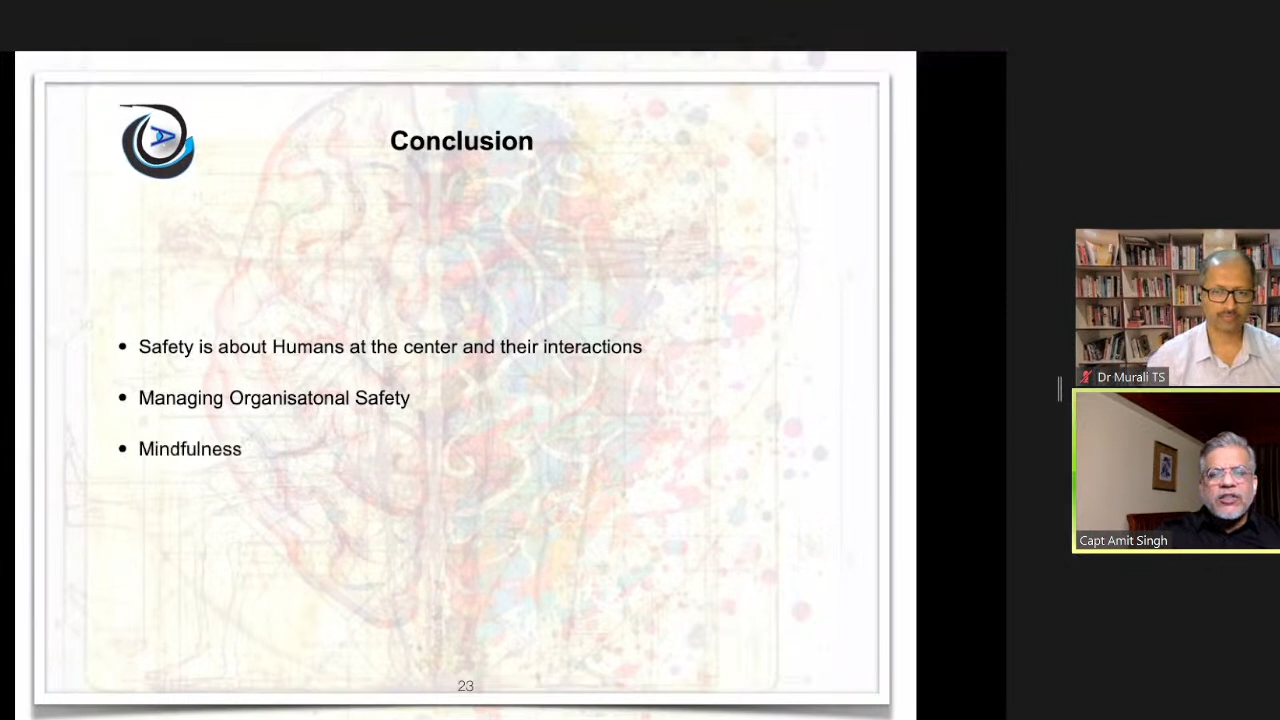 Conclusion
• Safety is about Humans at the center and their interactions
• Managing Organisatonal Safety
• Mindfulness
23
Dr Murali TS
Capt Amit Singh